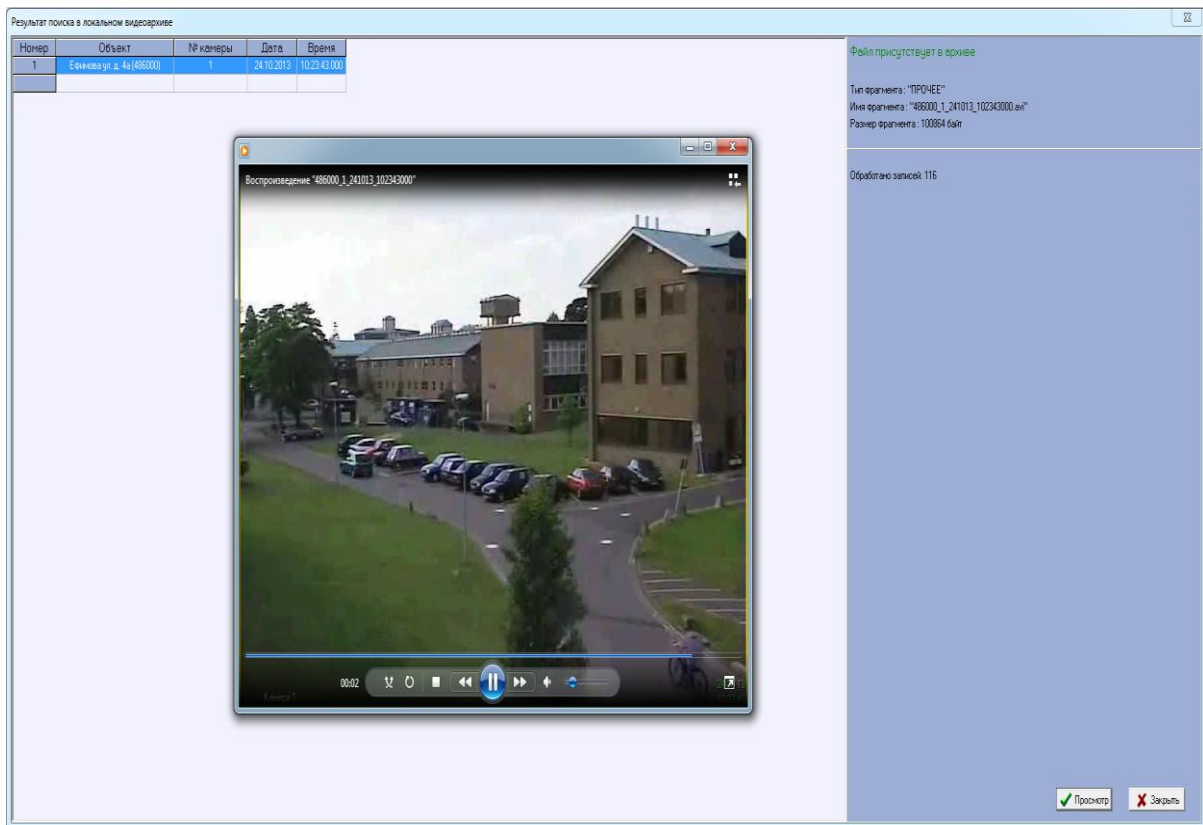 Результат поиска в локальном видеоархиве
Номер Объект № камеры Дата Время
1 Ефимова ул. д. 4а (486000) 1 24.10.2013 10:23:43.000
Файл присутствует в архиве
Тип фрагмента : "ПРОЧЕЕ"
Имя фрагмента : "486000_1_241013_102343000.avi"
Размер фрагмента : 100864 байт
Обработано записей: 116
Воспроизведение "486000_1_241013_102343000"
00:02
Камера 1
Просмотр Закрыть